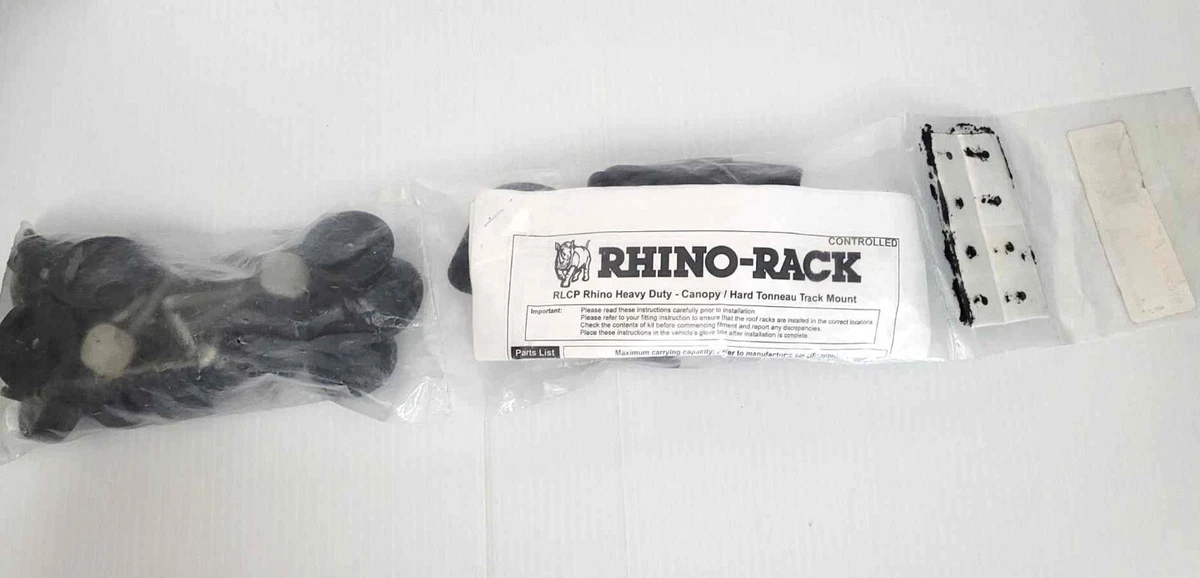 CONTROLLED
RHINO-RACK
RLCP Rhino Heavy Duty - Canopy / Hard Tonneau Track Mount
Important:
Please read these instructions carefully prior to installation.
Please refer to your fitting instruction to ensure that the roof racks are installed in the correct locations.
Check the contents of kit before commencing fitment and report any discrepancies.
Place these instructions in the vehicle's glove box after installation is complete.
Parts List
Maximum carrying capacity: to manufacturer